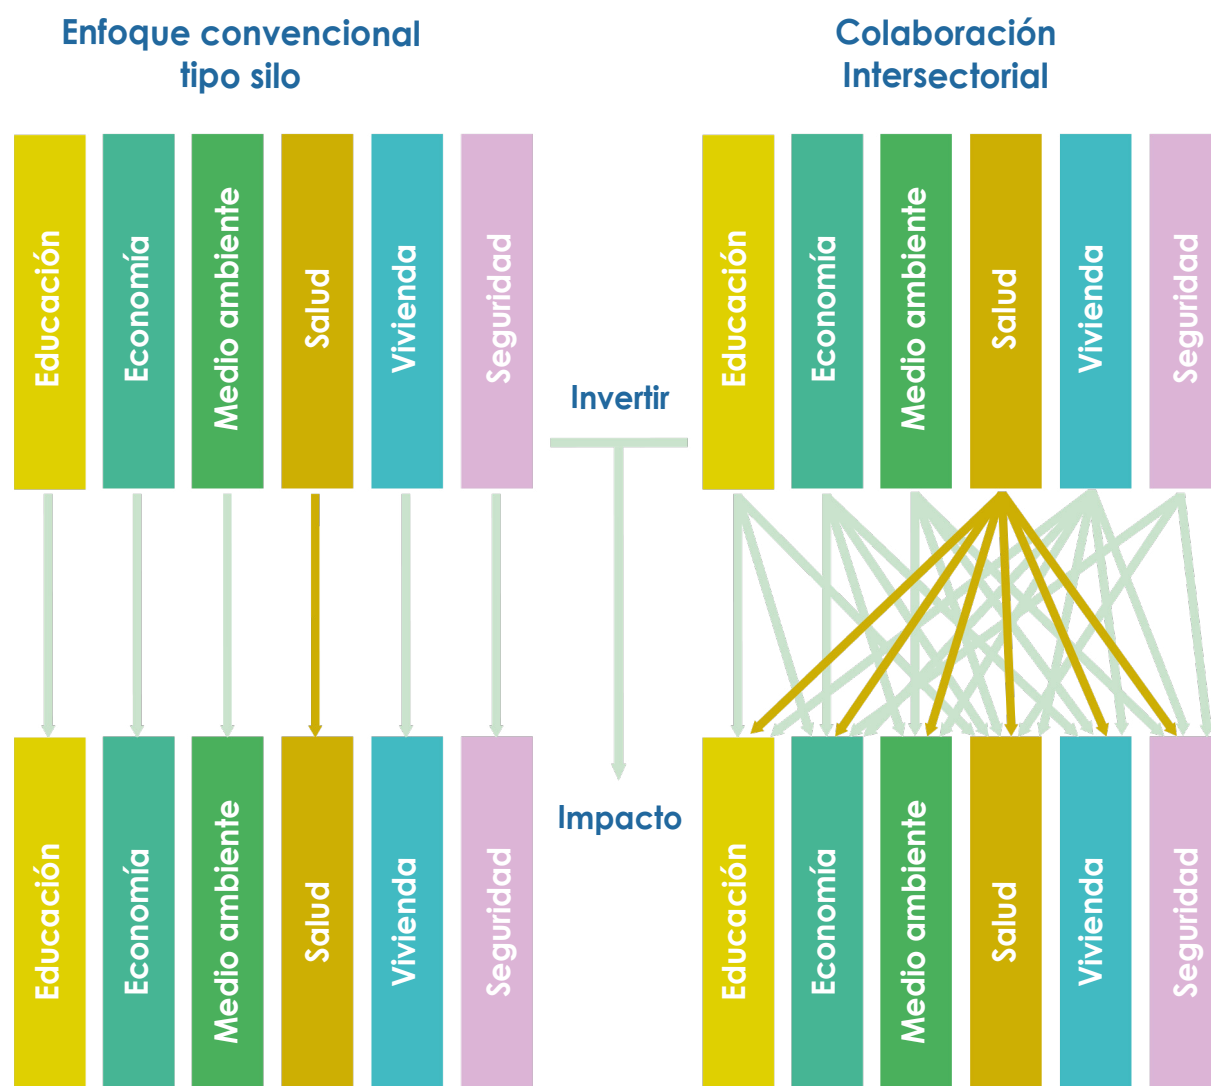 Enfoque convencional
tipo silo
Colaboración
Intersectorial
Educación
Economía
Medio ambiente
Salud
Vivienda
Seguridad
Invertir
Educación
Economía
Medio ambiente
Salud
Vivienda
Seguridad
Impacto
Educación
Economía
Medio ambiente
Salud
Vivienda
Seguridad
Educación
Economía
Medio ambiente
Salud
Vivienda
Seguridad